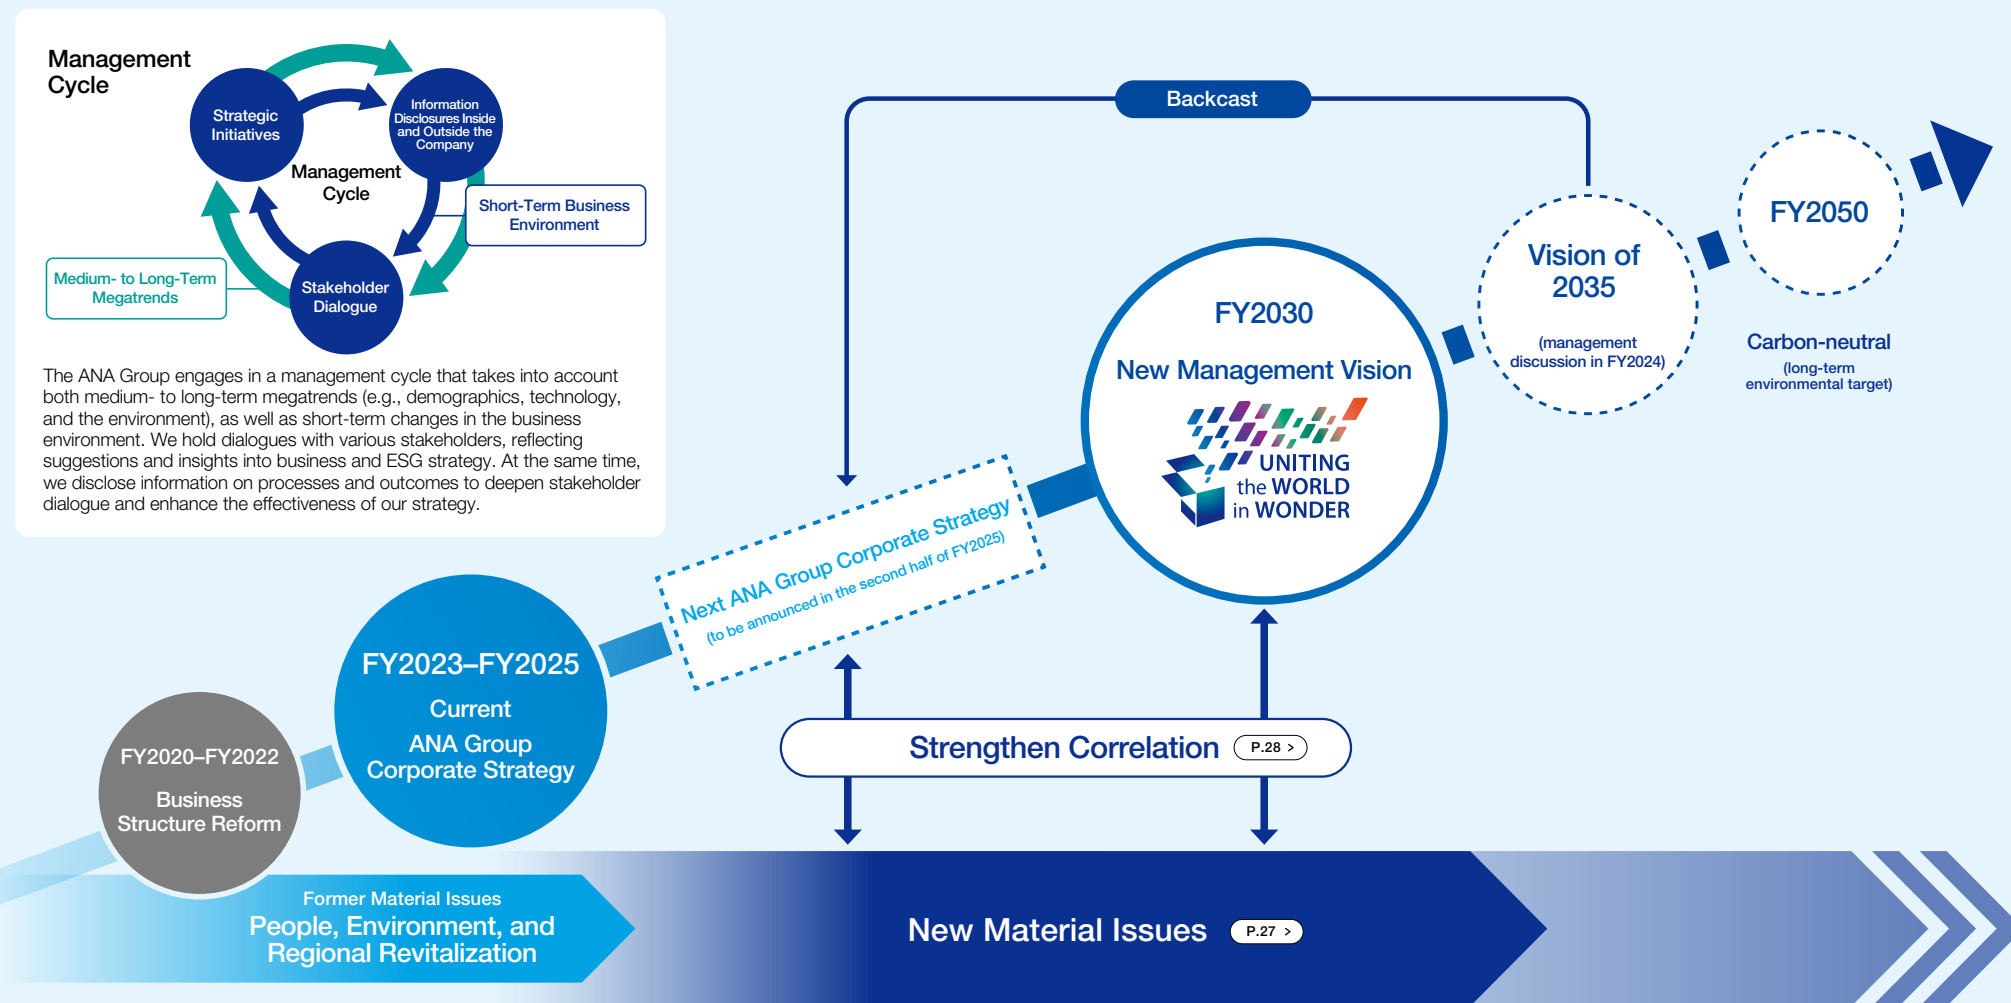 Management
Cycle
Strategic
Initiatives
Information
Disclosures Inside
and Outside the
Company
Management
Cycle
Short-Term Business
Environment
Medium- to Long-Term
Megatrends
Stakeholder
Dialogue
The ANA Group engages in a management cycle that takes into account
both medium- to long-term megatrends (e.g., demographics, technology,
and the environment), as well as short-term changes in the business
environment. We hold dialogues with various stakeholders, reflecting
suggestions and insights into business and ESG strategy. At the same time,
we disclose information on processes and outcomes to deepen stakeholder
dialogue and enhance the effectiveness of our strategy.
Backcast
FY2050
Carbon-neutral
(long-term
environmental target)
Vision of
2035
(management
discussion in FY2024)
FY2030
New Management Vision
UNITING
the WORLD
in WONDER
Next ANA Group Corporate Strategy
(to be announced in the second half of FY2025)
FY2023–FY2025
Current
ANA Group
Corporate Strategy
FY2020–FY2022
Business
Structure Reform
Strengthen Correlation P.28 >
Former Material Issues
People, Environment, and
Regional Revitalization
New Material Issues P.27 >